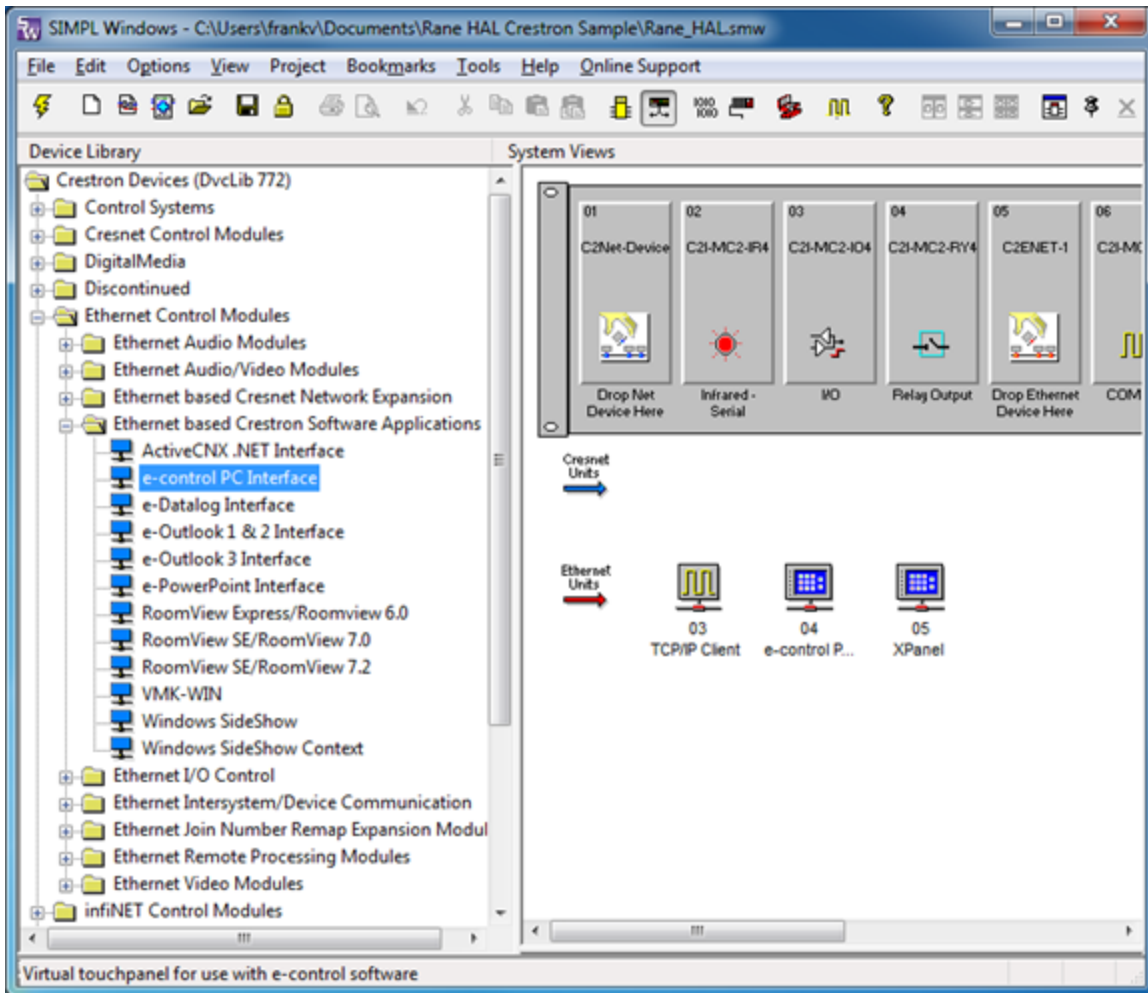 SIMPL Windows - C:\Users\frankv\Documents\Rane HAL Crestron Sample\Rane_HAL.smw
File Edit Options View Project Bookmarks Tools Help Online Support
Device Library
Crestron Devices (DvcLib 772)
Control Systems
Cresnet Control Modules
DigitalMedia
Discontinued
Ethernet Control Modules
Ethernet Audio Modules
Ethernet Audio/Video Modules
Ethernet based Cresnet Network Expansion
Ethernet based Crestron Software Applications
ActiveCNX .NET Interface
e-control PC Interface
e-Datalog Interface
e-Outlook 1 & 2 Interface
e-Outlook 3 Interface
e-PowerPoint Interface
RoomView Express/Roomview 6.0
RoomView SE/RoomView 7.0
RoomView SE/RoomView 7.2
VMK-WIN
Windows SideShow
Windows SideShow Context
Ethernet I/O Control
Ethernet Intersystem/Device Communication
Ethernet Join Number Remap Expansion Modul
Ethernet Remote Processing Modules
Ethernet Video Modules
infiNET Control Modules
System Views
01 02 03 04 05 06
C2Net-Device C2I-MC2-IR4 C2I-MC2-IO4 C2I-MC2-RY4 C2ENET-1 C2I-MC
Drop Net Infrared - I/O Relay Output Drop Ethernet COM
Device Here Serial Device Here
Cresnet
Units
Ethernet
Units
03 04 05
TCP/IP Client e-control P... XPanel
Virtual touchpanel for use with e-control software